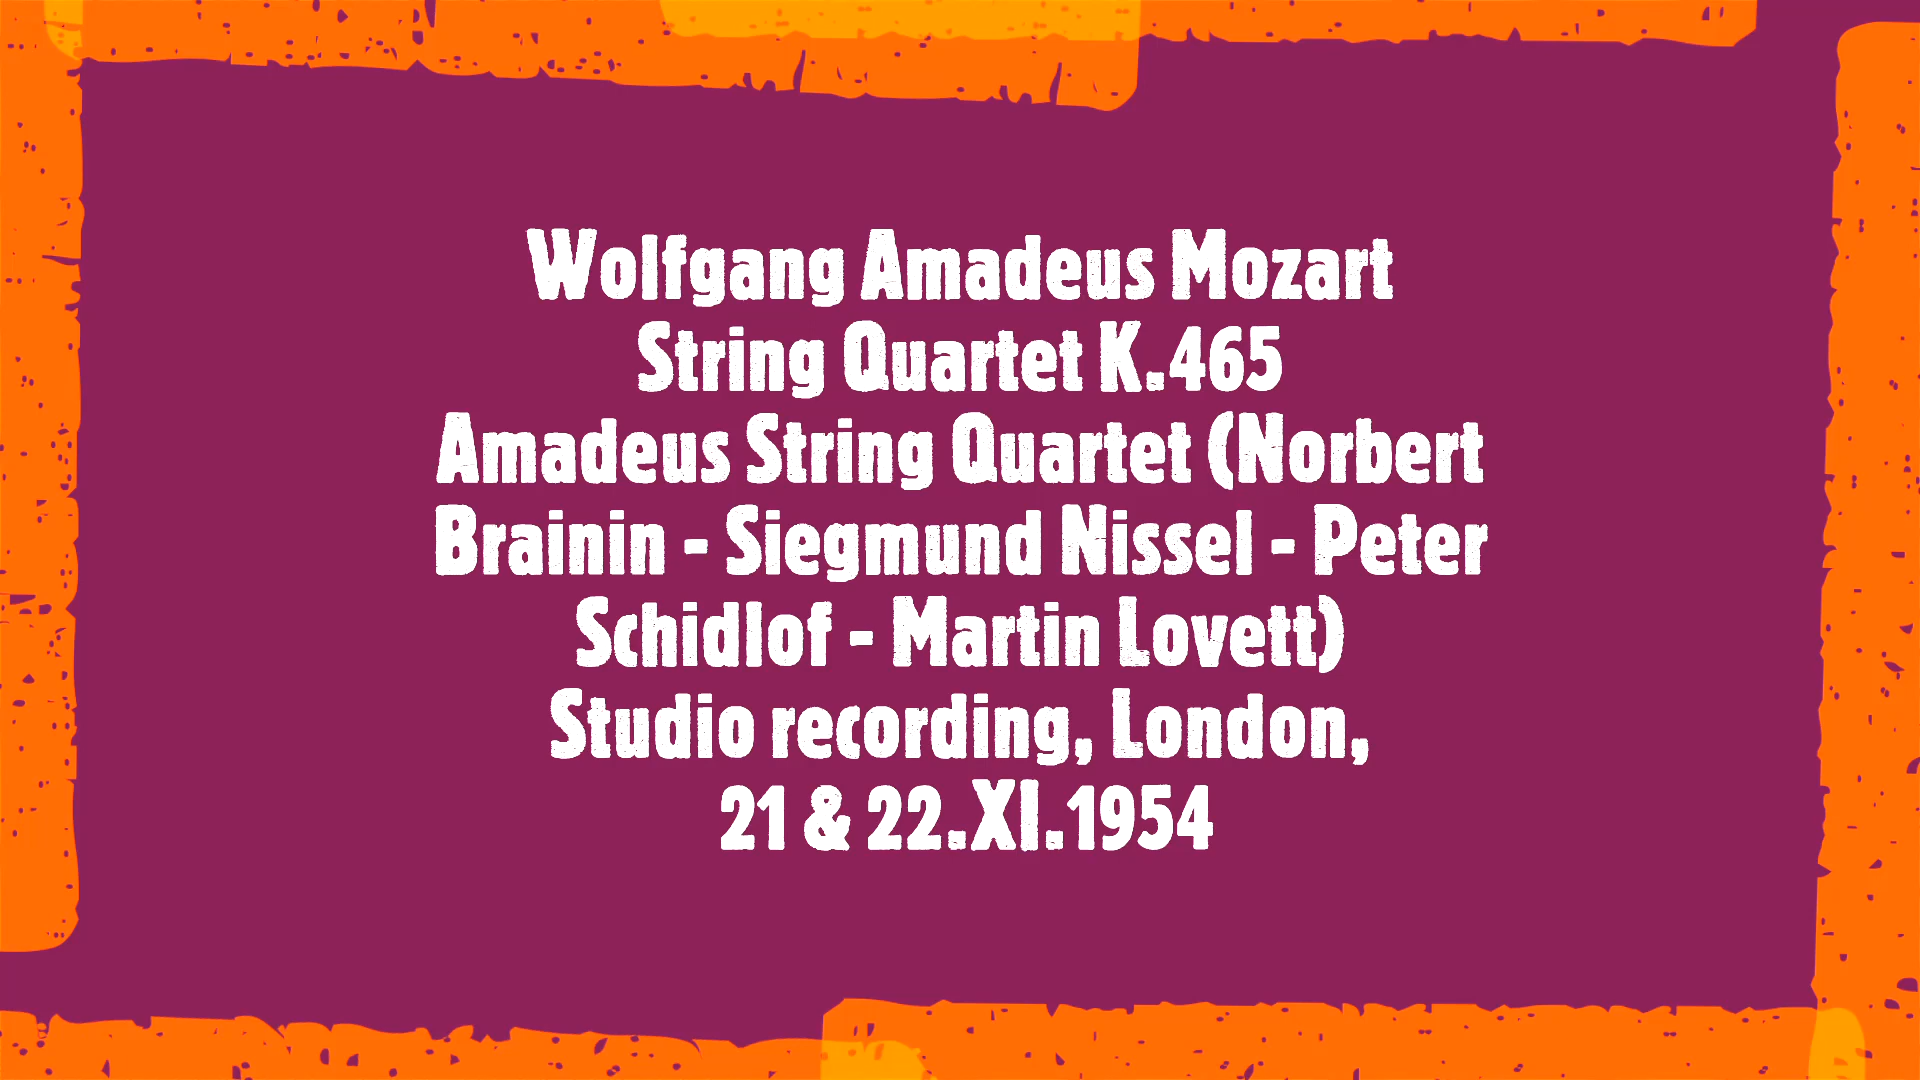 Wolfgang Amadeus Mozart
String Quartet K.465
Amadeus String Quartet (Norbert
Brainin - Siegmund Nissel - Peter
Schidlof - Martin Lovett)
Studio recording, London,
21 & 22.XI.1954